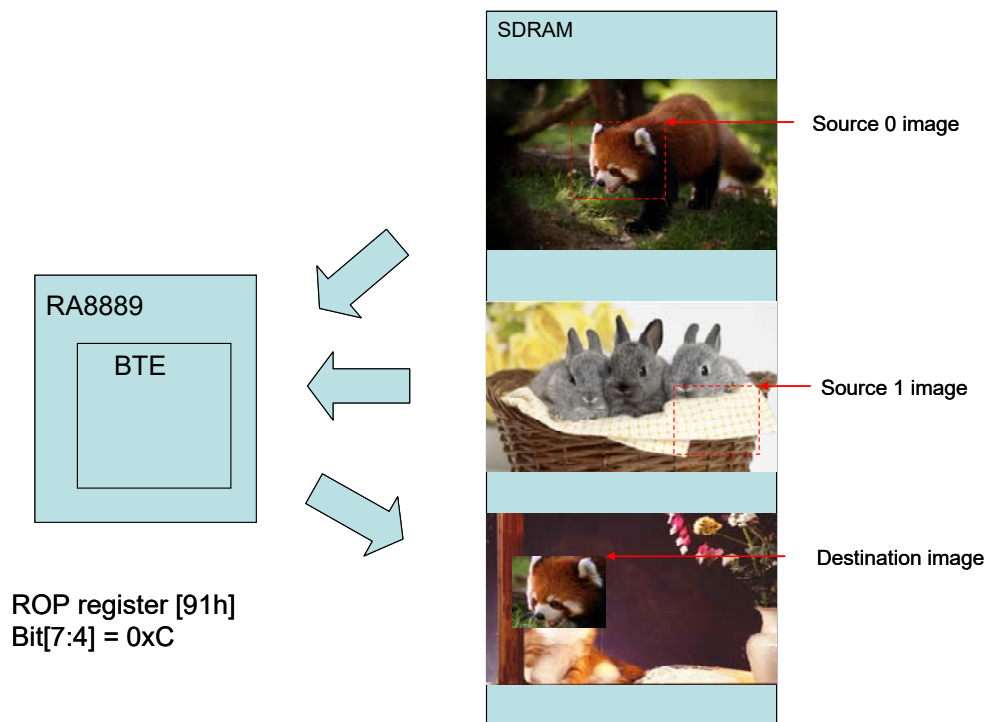 SDRAM
Source 0 image
RA8889
BTE
Source 1 image
Destination image
ROP register [91h]
Bit[7:4] = 0xC